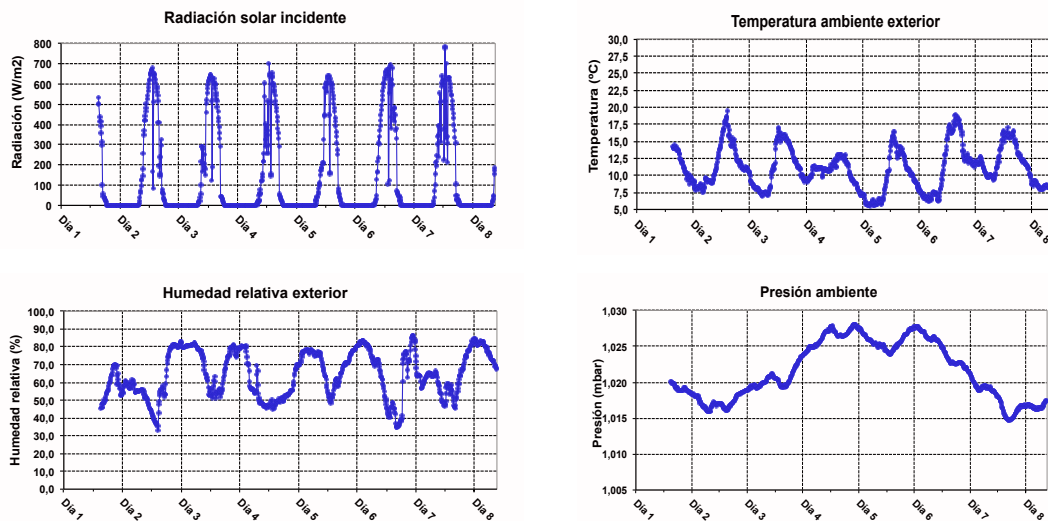 Radiación solar incidente
Radiación (W/m2)
800
700
600
500
400
300
200
100
0
Día 1
Día 2
Día 3
Día 4
Día 5
Día 6
Día 7
Día 8
Temperatura ambiente exterior
Temperatura (ºC)
30,0
27,5
25,0
22,5
20,0
17,5
15,0
12,5
10,0
7,5
5,0
Día 1
Día 2
Día 3
Día 4
Día 5
Día 6
Día 7
Día 8
Humedad relativa exterior
Humedad relativa (%)
100,0
90,0
80,0
70,0
60,0
50,0
40,0
30,0
20,0
10,0
0,0
Día 1
Día 2
Día 3
Día 4
Día 5
Día 6
Día 7
Día 8
Presión ambiente
Presión (mbar)
1,030
1,025
1,020
1,015
1,010
1,005
Día 1
Día 2
Día 3
Día 4
Día 5
Día 6
Día 7
Día 8